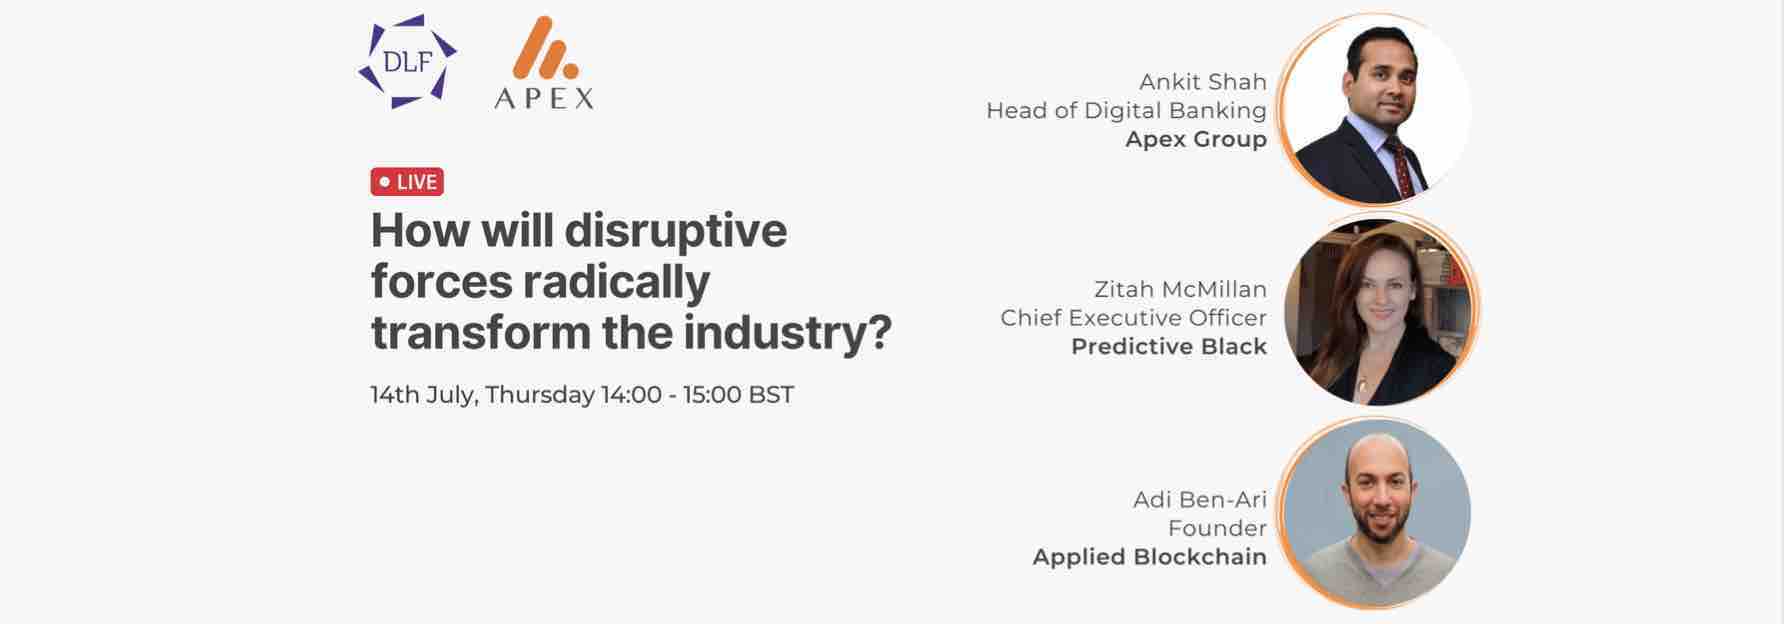 DLF
APEX
LIVE
How will disruptive
forces radically
transform the industry?
14th July, Thursday 14:00 - 15:00 BST
Ankit Shah
Head of Digital Banking
Apex Group
Zitah McMillan
Chief Executive Officer
Predictive Black
Adi Ben-Ari
Founder
Applied Blockchain